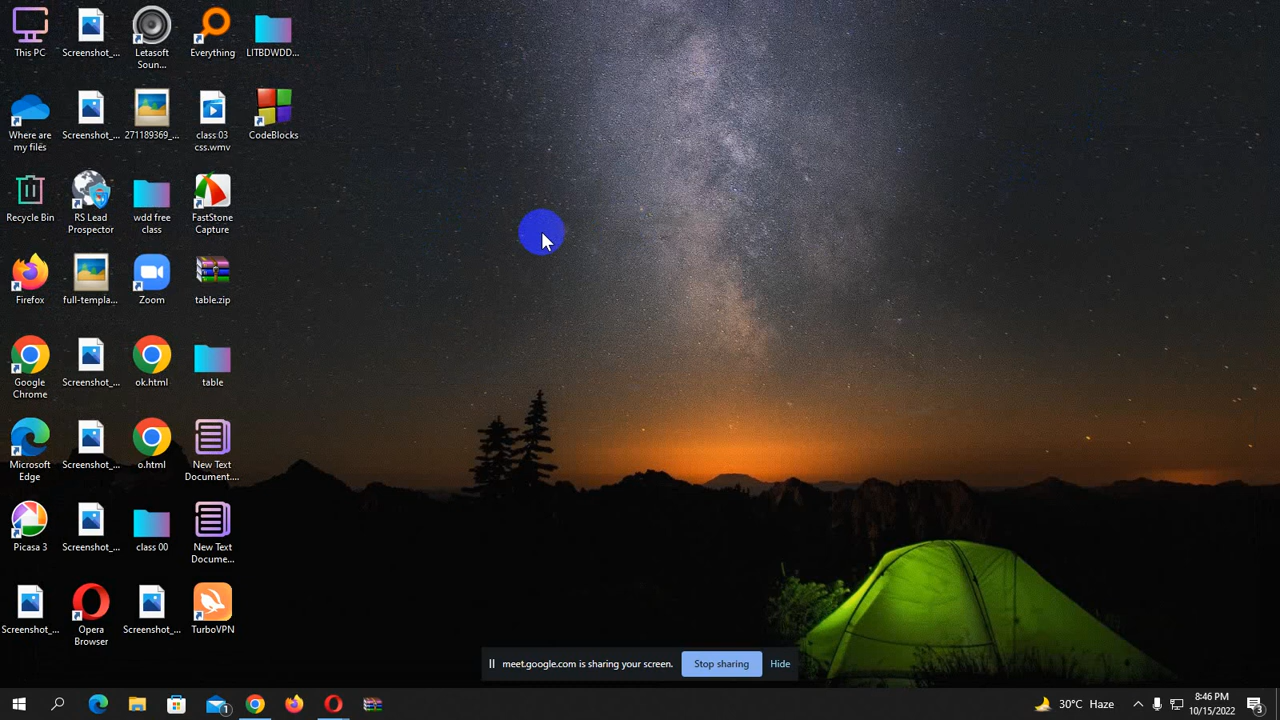 This PC
Screenshot_...
Letasoft
Soun...
Everything
LITBDWDD...
Where are
my files
Screenshot_...
271189369_...
class 03
css.wmv
CodeBlocks
Recycle Bin
RS Lead
Prospector
wdd free
class
FastStone
Capture
Firefox
full-templa...
Zoom
table.zip
Google
Chrome
Screenshot_...
ok.html
table
Microsoft
Edge
Screenshot_...
o.html
New Text
Document....
Picasa 3
Screenshot_...
class 00
New Text
Docume...
Screenshot_...
Opera
Browser
Screenshot_...
TurboVPN
meet.google.com is sharing your screen.
Stop sharing
Hide
1
30°C Haze
8:46 PM
10/15/2022
3